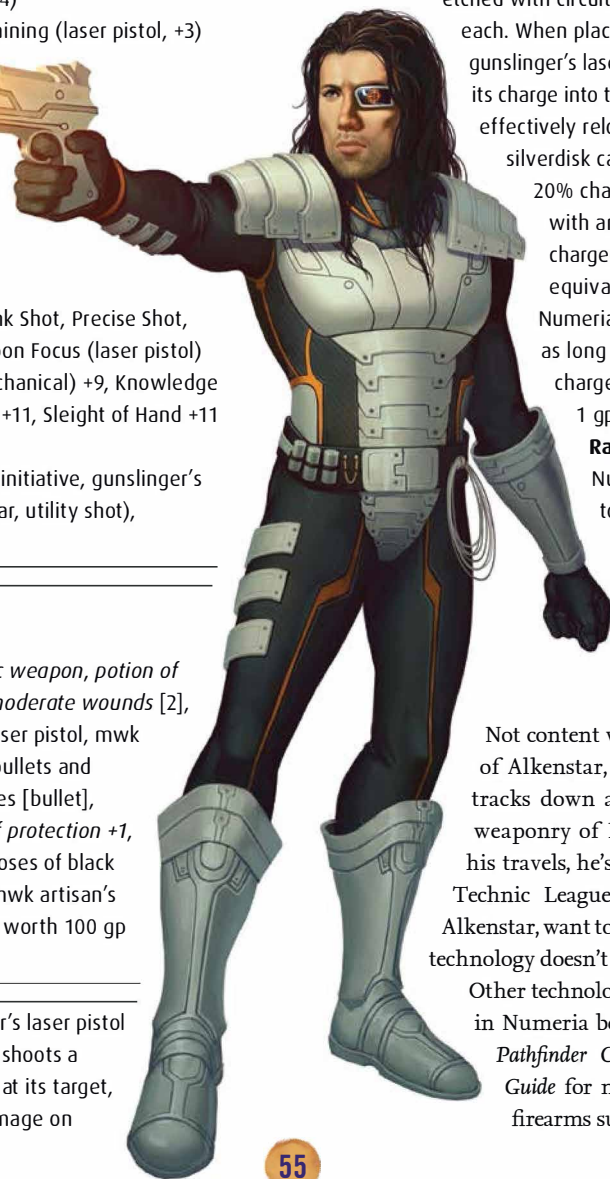 4)
ining (laser pistol, +3)
nk Shot, Precise Shot,
pon Focus (laser pistol)
chanical) +9, Knowledge
+11, Sleight of Hand +11
initiative, gunslinger's
ar, utility shot),
c weapon, potion of
moderate wounds [2],
ser pistol, mwk
bullets and
es [bullet],
f protection +1,
oses of black
mwk artisan's
worth 100 gp
r's laser pistol
shoots a
at its target,
mage on
etched with circuit
each. When plac
gunslinger's lase
its charge into t
effectively relo
silverdisk ca
20% cha
with ar
charge
equiva
Numeria
as long
charge
1 gp
Ra
Nu
to
Not content v
of Alkenstar,
tracks down a
weaponry of
his travels, he's
Technic League
Alkenstar, want to
technology doesn't
Other technolo
in Numeria be
Pathfinder C
Guide for n
firearms su
55